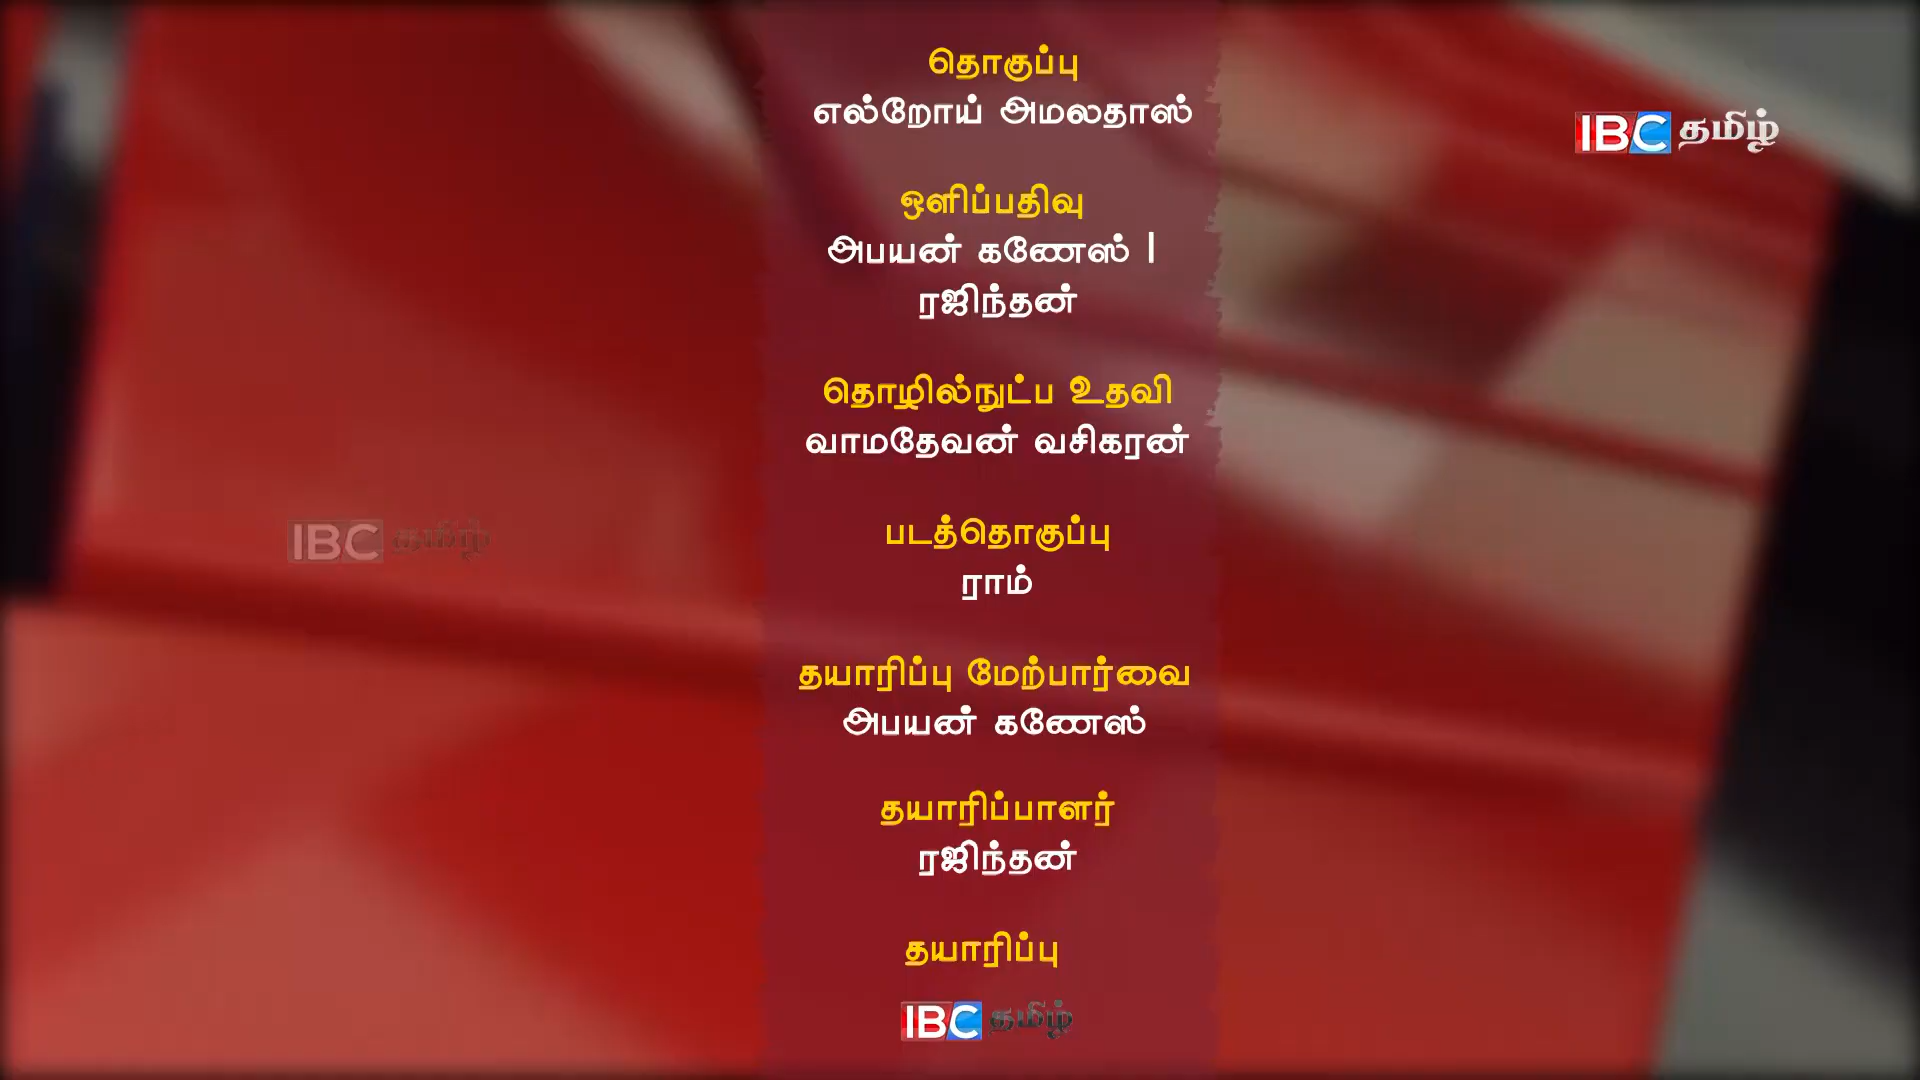 தொகுப்பு
எல்றோய் அமலதாஸ்
IBC தமிழ்
ஒளிப்பதிவு
அபயன் கணேஸ் |
ரஜிந்தன்
தொழில்நுட்ப உதவி
வாமதேவன் வசிகரன்
படத்தொகுப்பு
ராம்
IBC தமிழ்
தயாரிப்பு மேற்பார்வை
அபயன் கணேஸ்
தயாரிப்பாளர்
ரஜிந்தன்
தயாரிப்பு
IBC தமிழ்